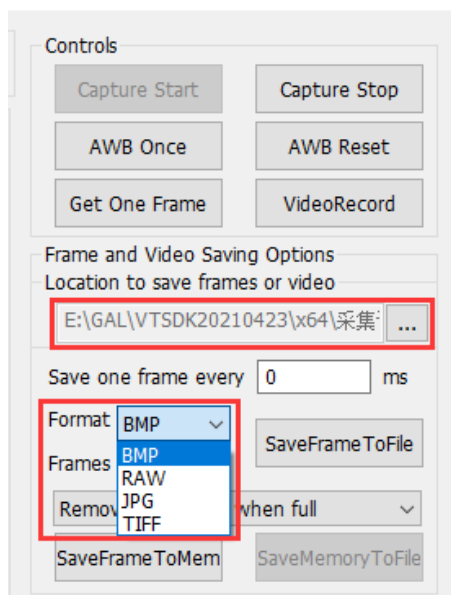 Controls
Capture Start
Capture Stop
AWB Once
AWB Reset
Get One Frame
VideoRecord
Frame and Video Saving Options
Location to save frames or video
E:\GAL\VTSDK20210423\x64\采集
...
Save one frame every 0 ms
Format BMP
SaveFrameToFile
Frames
BMP
RAW
JPG
TIFF
when full
SaveFrameToMem
SaveMemoryToFile